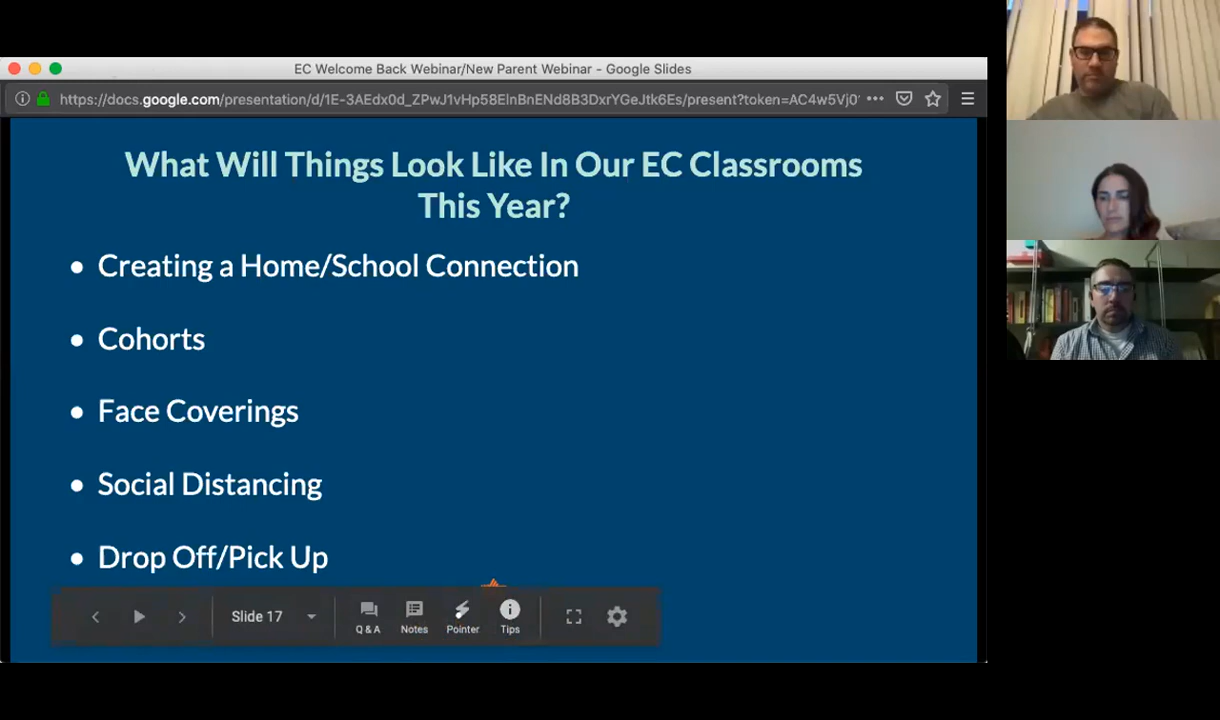 EC Welcome Back Webinar/New Parent Webinar - Google Slides
https://docs.google.com/presentation/d/1E-3AEdx0d_ZPwJ1vHp58ElnBnENd8B3DxrYGeJtk6Es/present?token=AC4w5Vj0
What Will Things Look Like In Our EC Classrooms
This Year?
• Creating a Home/School Connection
• Cohorts
• Face Coverings
• Social Distancing
• Drop Off/Pick Up
Slide 17
Q & A
Notes
Pointer
Tips